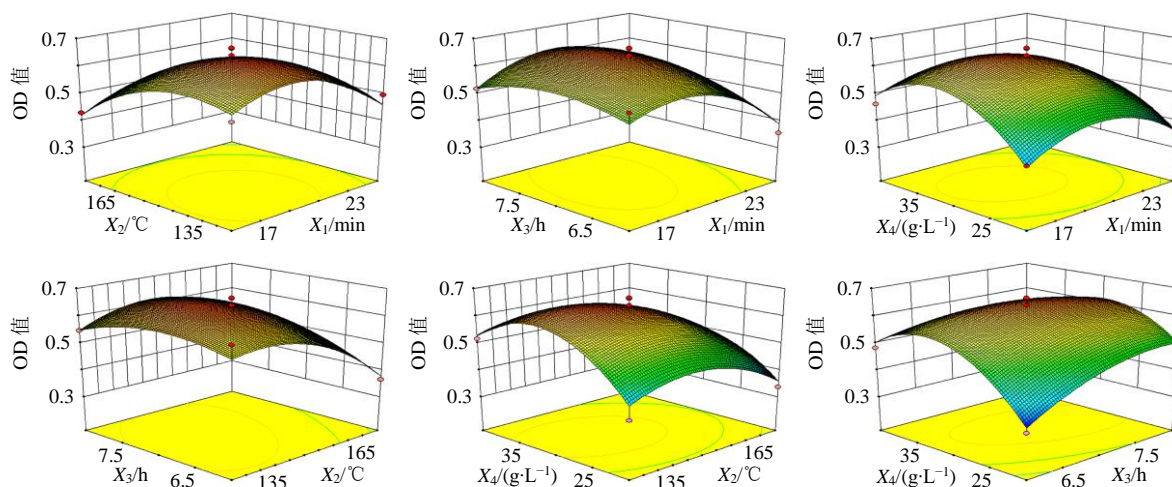 0.7
0.5
0.3
OD 值
165
135
X₂/℃
17
23
X₁/min
0.7
0.5
0.3
OD 值
7.5
6.5
X₃/h
17
23
X₁/min
0.7
0.5
0.3
OD 值
35
25
X₄/(g·L⁻¹)
17
23
X₁/min
0.7
0.5
0.3
OD 值
7.5
6.5
X₃/h
135
165
X₂/℃
0.7
0.5
0.3
OD 值
35
25
X₄/(g·L⁻¹)
135
165
X₂/℃
0.7
0.5
0.3
OD 值
35
25
X₄/(g·L⁻¹)
6.5
7.5
X₃/h